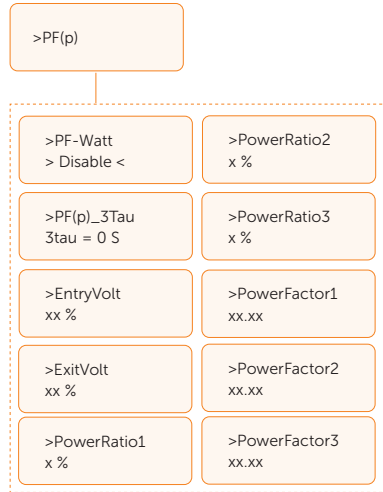 >PF(p)
>PF-Watt
> Disable <
>PF(p)_3Tau
3tau = 0 S
>EntryVolt
xx %
>ExitVolt
xx %
>PowerRatio1
x %
>PowerRatio2
x %
>PowerRatio3
x %
>PowerFactor1
xx.xx
>PowerFactor2
xx.xx
>PowerFactor3
xx.xx